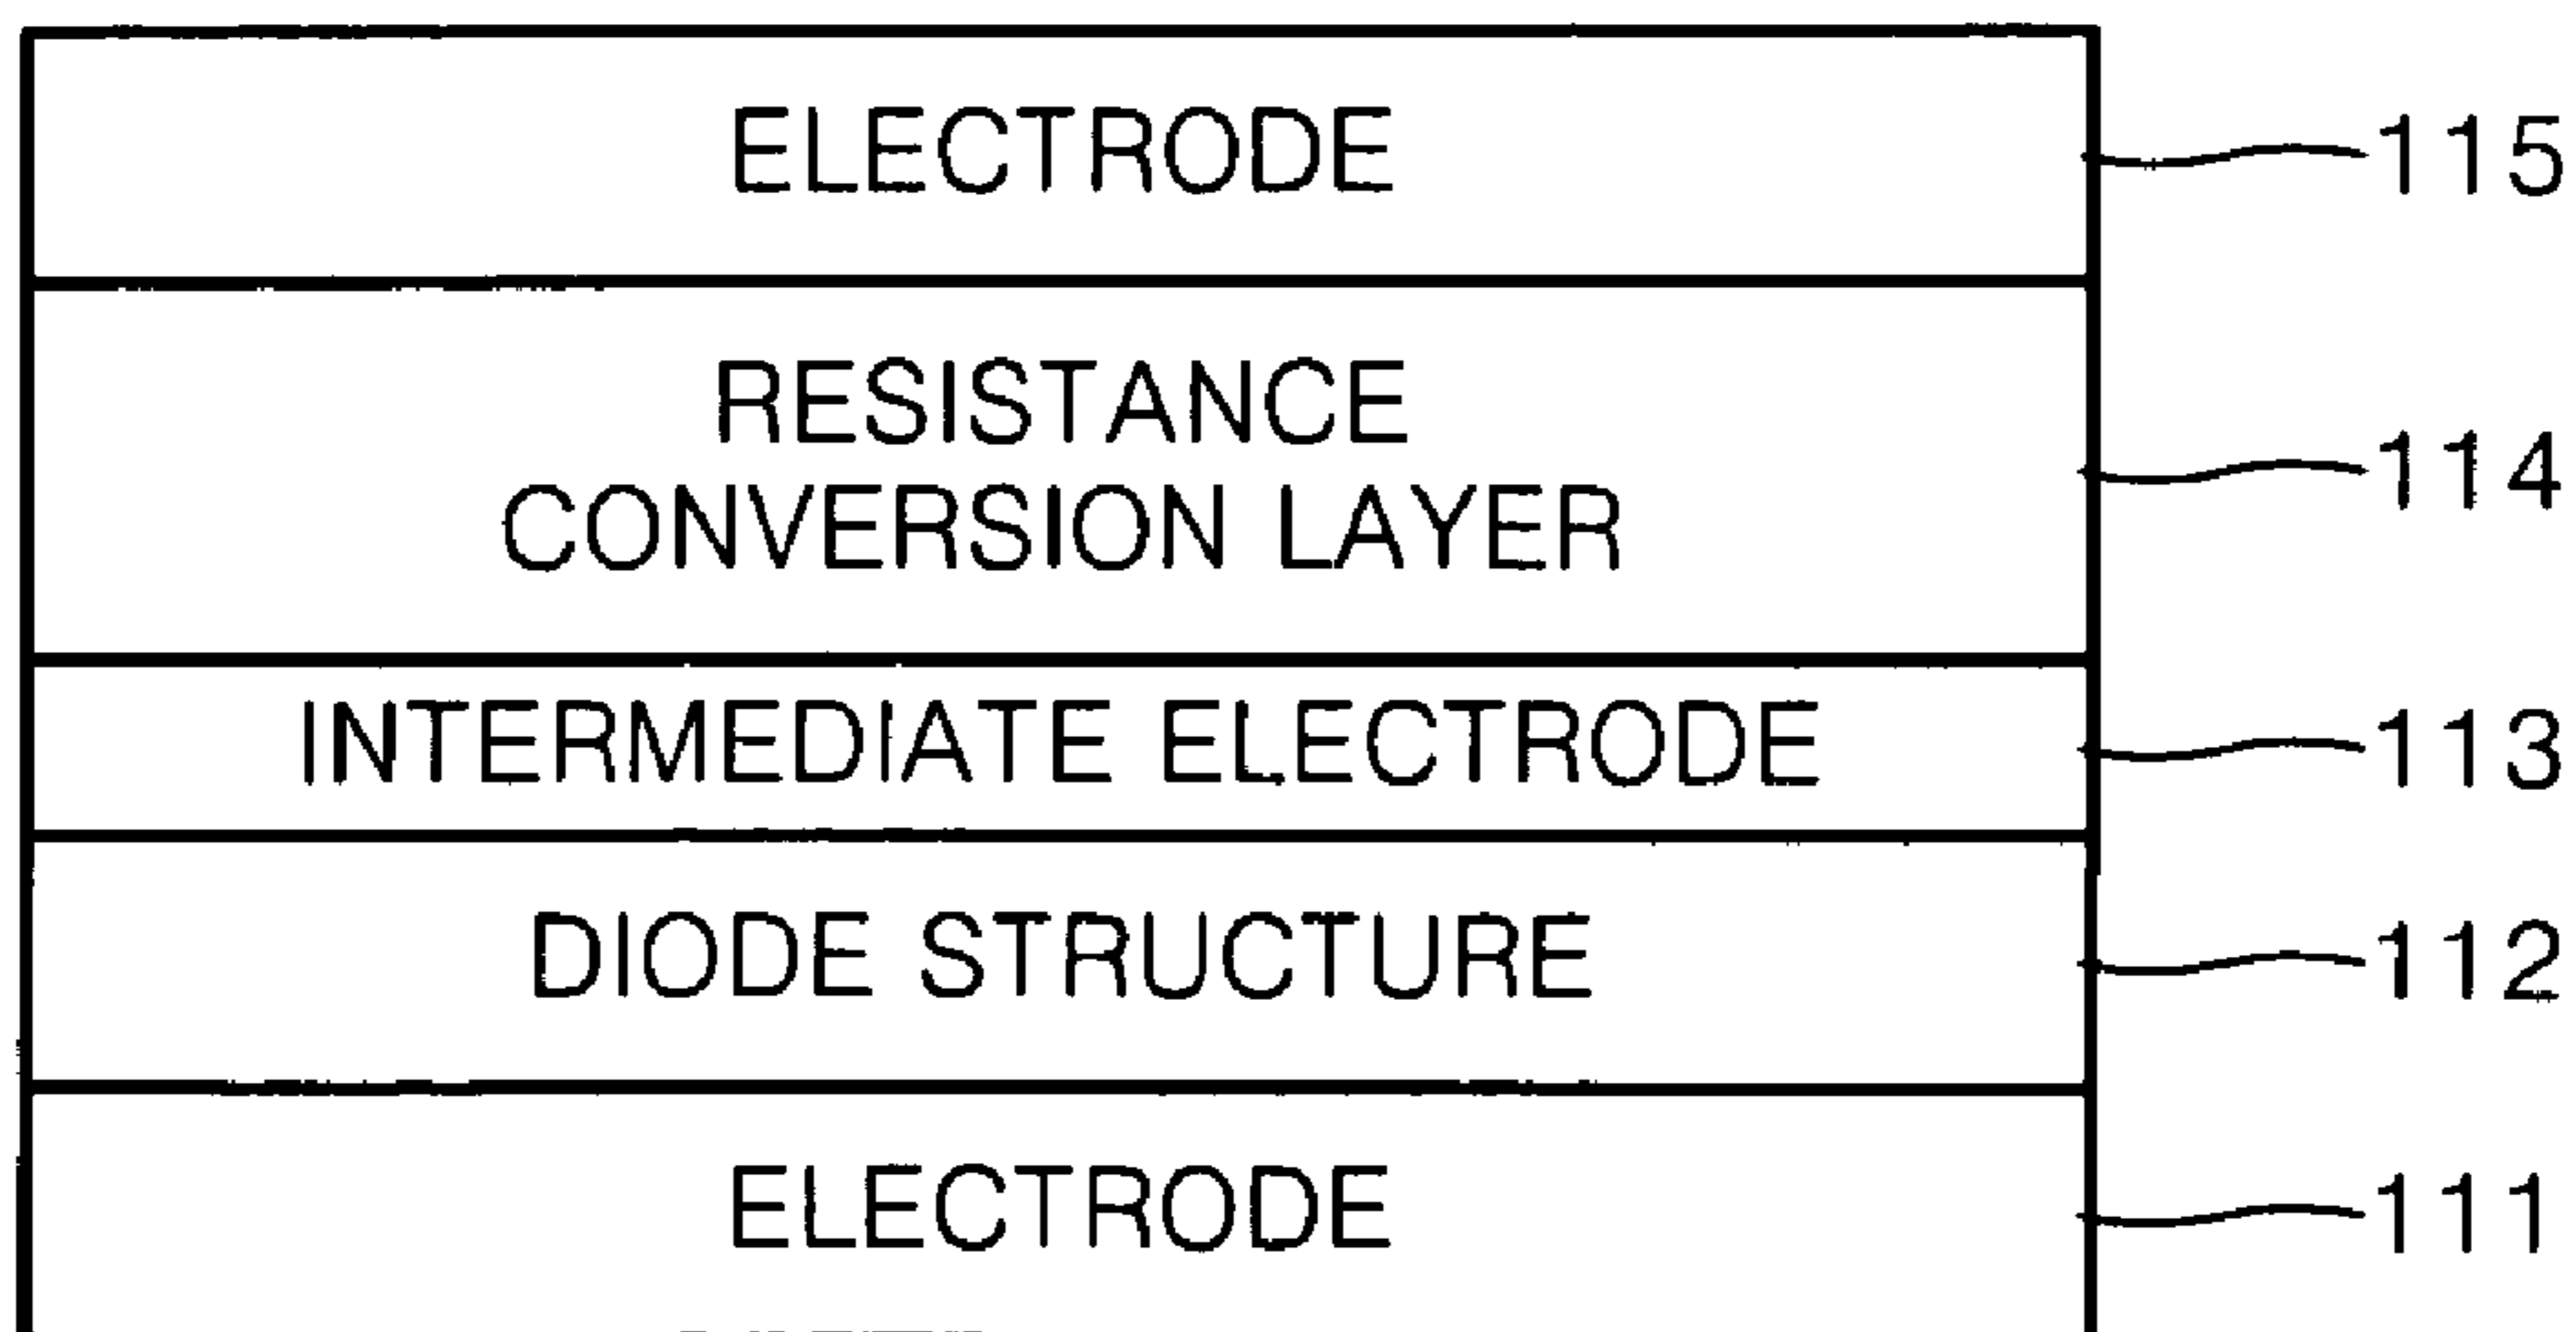 ELECTRODE 115
RESISTANCE
CONVERSION LAYER 114
INTERMEDIATE ELECTRODE 113
DIODE STRUCTURE 112
ELECTRODE 111